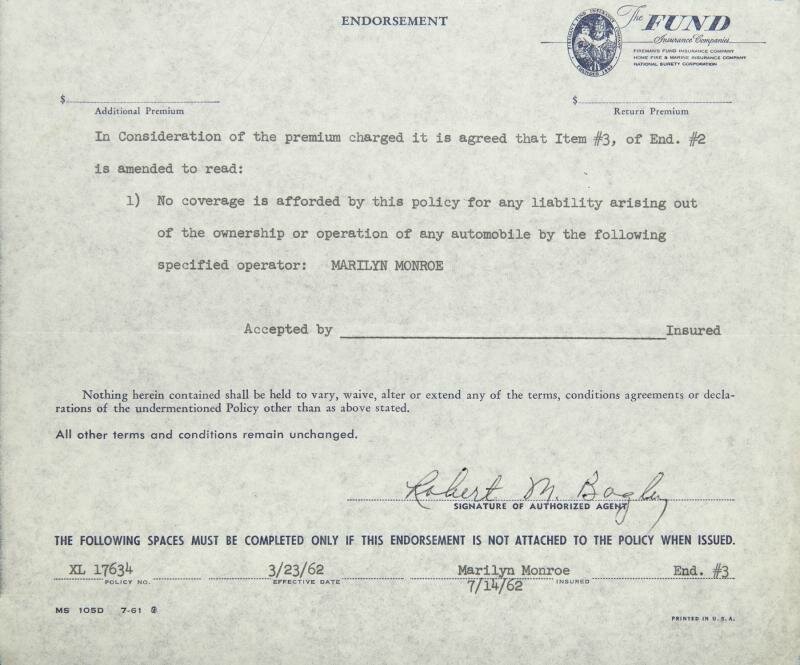 ENDORSEMENT
The FUND
Insurance Companies
FIREMAN'S FUND INSURANCE COMPANY
HOME FIRE & MARINE INSURANCE COMPANY
NATIONAL SURETY CORPORATION
$
Additional Premium
$
Return Premium
In Consideration of the premium charged it is agreed that Item #3, of End. #2
is amended to read:
1) No coverage is afforded by this policy for any liability arising out
of the ownership or operation of any automobile by the following
specified operator: MARILYN MONROE
Accepted by Insured
Nothing herein contained shall be held to vary, waive, alter or extend any of the terms, conditions agreements or decla-
rations of the undermentioned Policy other than as above stated.
All other terms and conditions remain unchanged.
Robert M. Bagley
SIGNATURE OF AUTHORIZED AGENT
THE FOLLOWING SPACES MUST BE COMPLETED ONLY IF THIS ENDORSEMENT IS NOT ATTACHED TO THE POLICY WHEN ISSUED.
XL 17634 3/23/62 Marilyn Monroe End. #3
POLICY NO. EFFECTIVE DATE INSURED
7/14/62
MS 105D 7-61
PRINTED IN U.S.A.